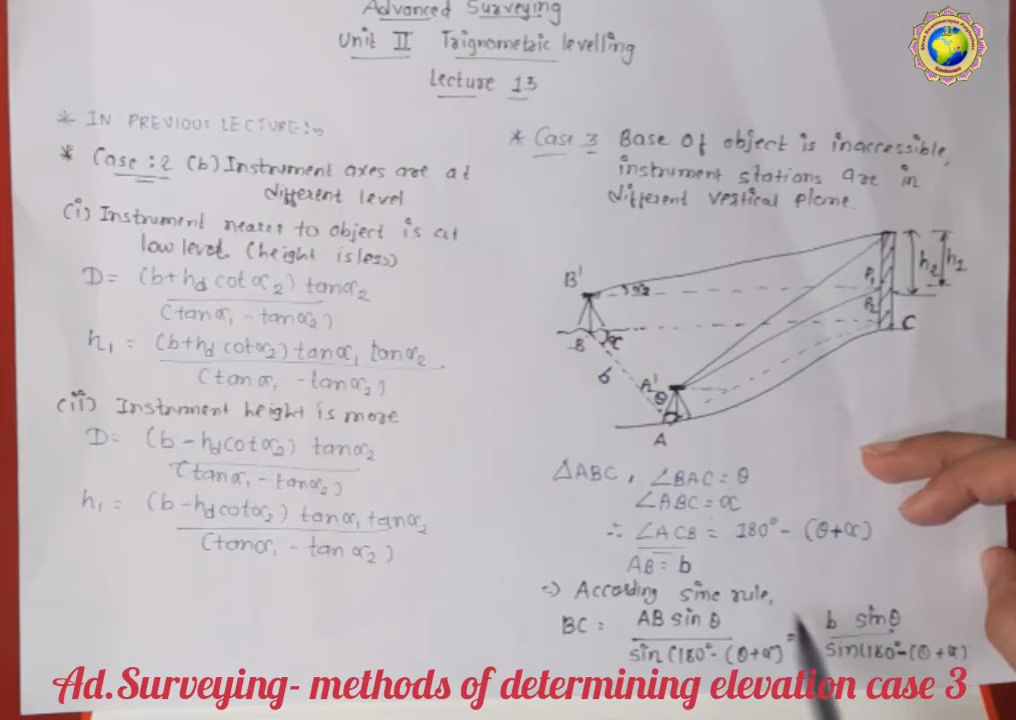 Advanced Surveying
Unit II Trignometric levelling
Lecture 13
* IN PREVIOUS LECTURE:→
* Case:2 (b) Instrument axes are at
different level
(i) Instrument nearer to object is at
low level. (height is less)
D = (b+hd cot α2) tan α2
(tan α1 - tan α2)
h1 = (b+hd cot α2) tan α1 tan α2
(tan α1 - tan α2)
(ii) Instrument height is more
D = (b - hd cot α2) tan α2
(tan α1 - tan α2)
h1 = (b - hd cot α2) tan α1 tan α2
(tan α1 - tan α2)
* Case 3 Base of object is inaccessible,
instrument stations are in
different vertical plane.
B'
α2
P1
h2
h1
P2
C
B
α
b
A'
θ
A
△ABC, ∠BAC = θ
∠ABC = α
∴ ∠ACB = 180° - (θ+α)
AB = b
⇒ According sine rule,
BC = AB sin θ = b sin θ
sin(180° - (θ+α)) sin(180° - (θ+α))
Ad.Surveying- methods of determining elevation case 3